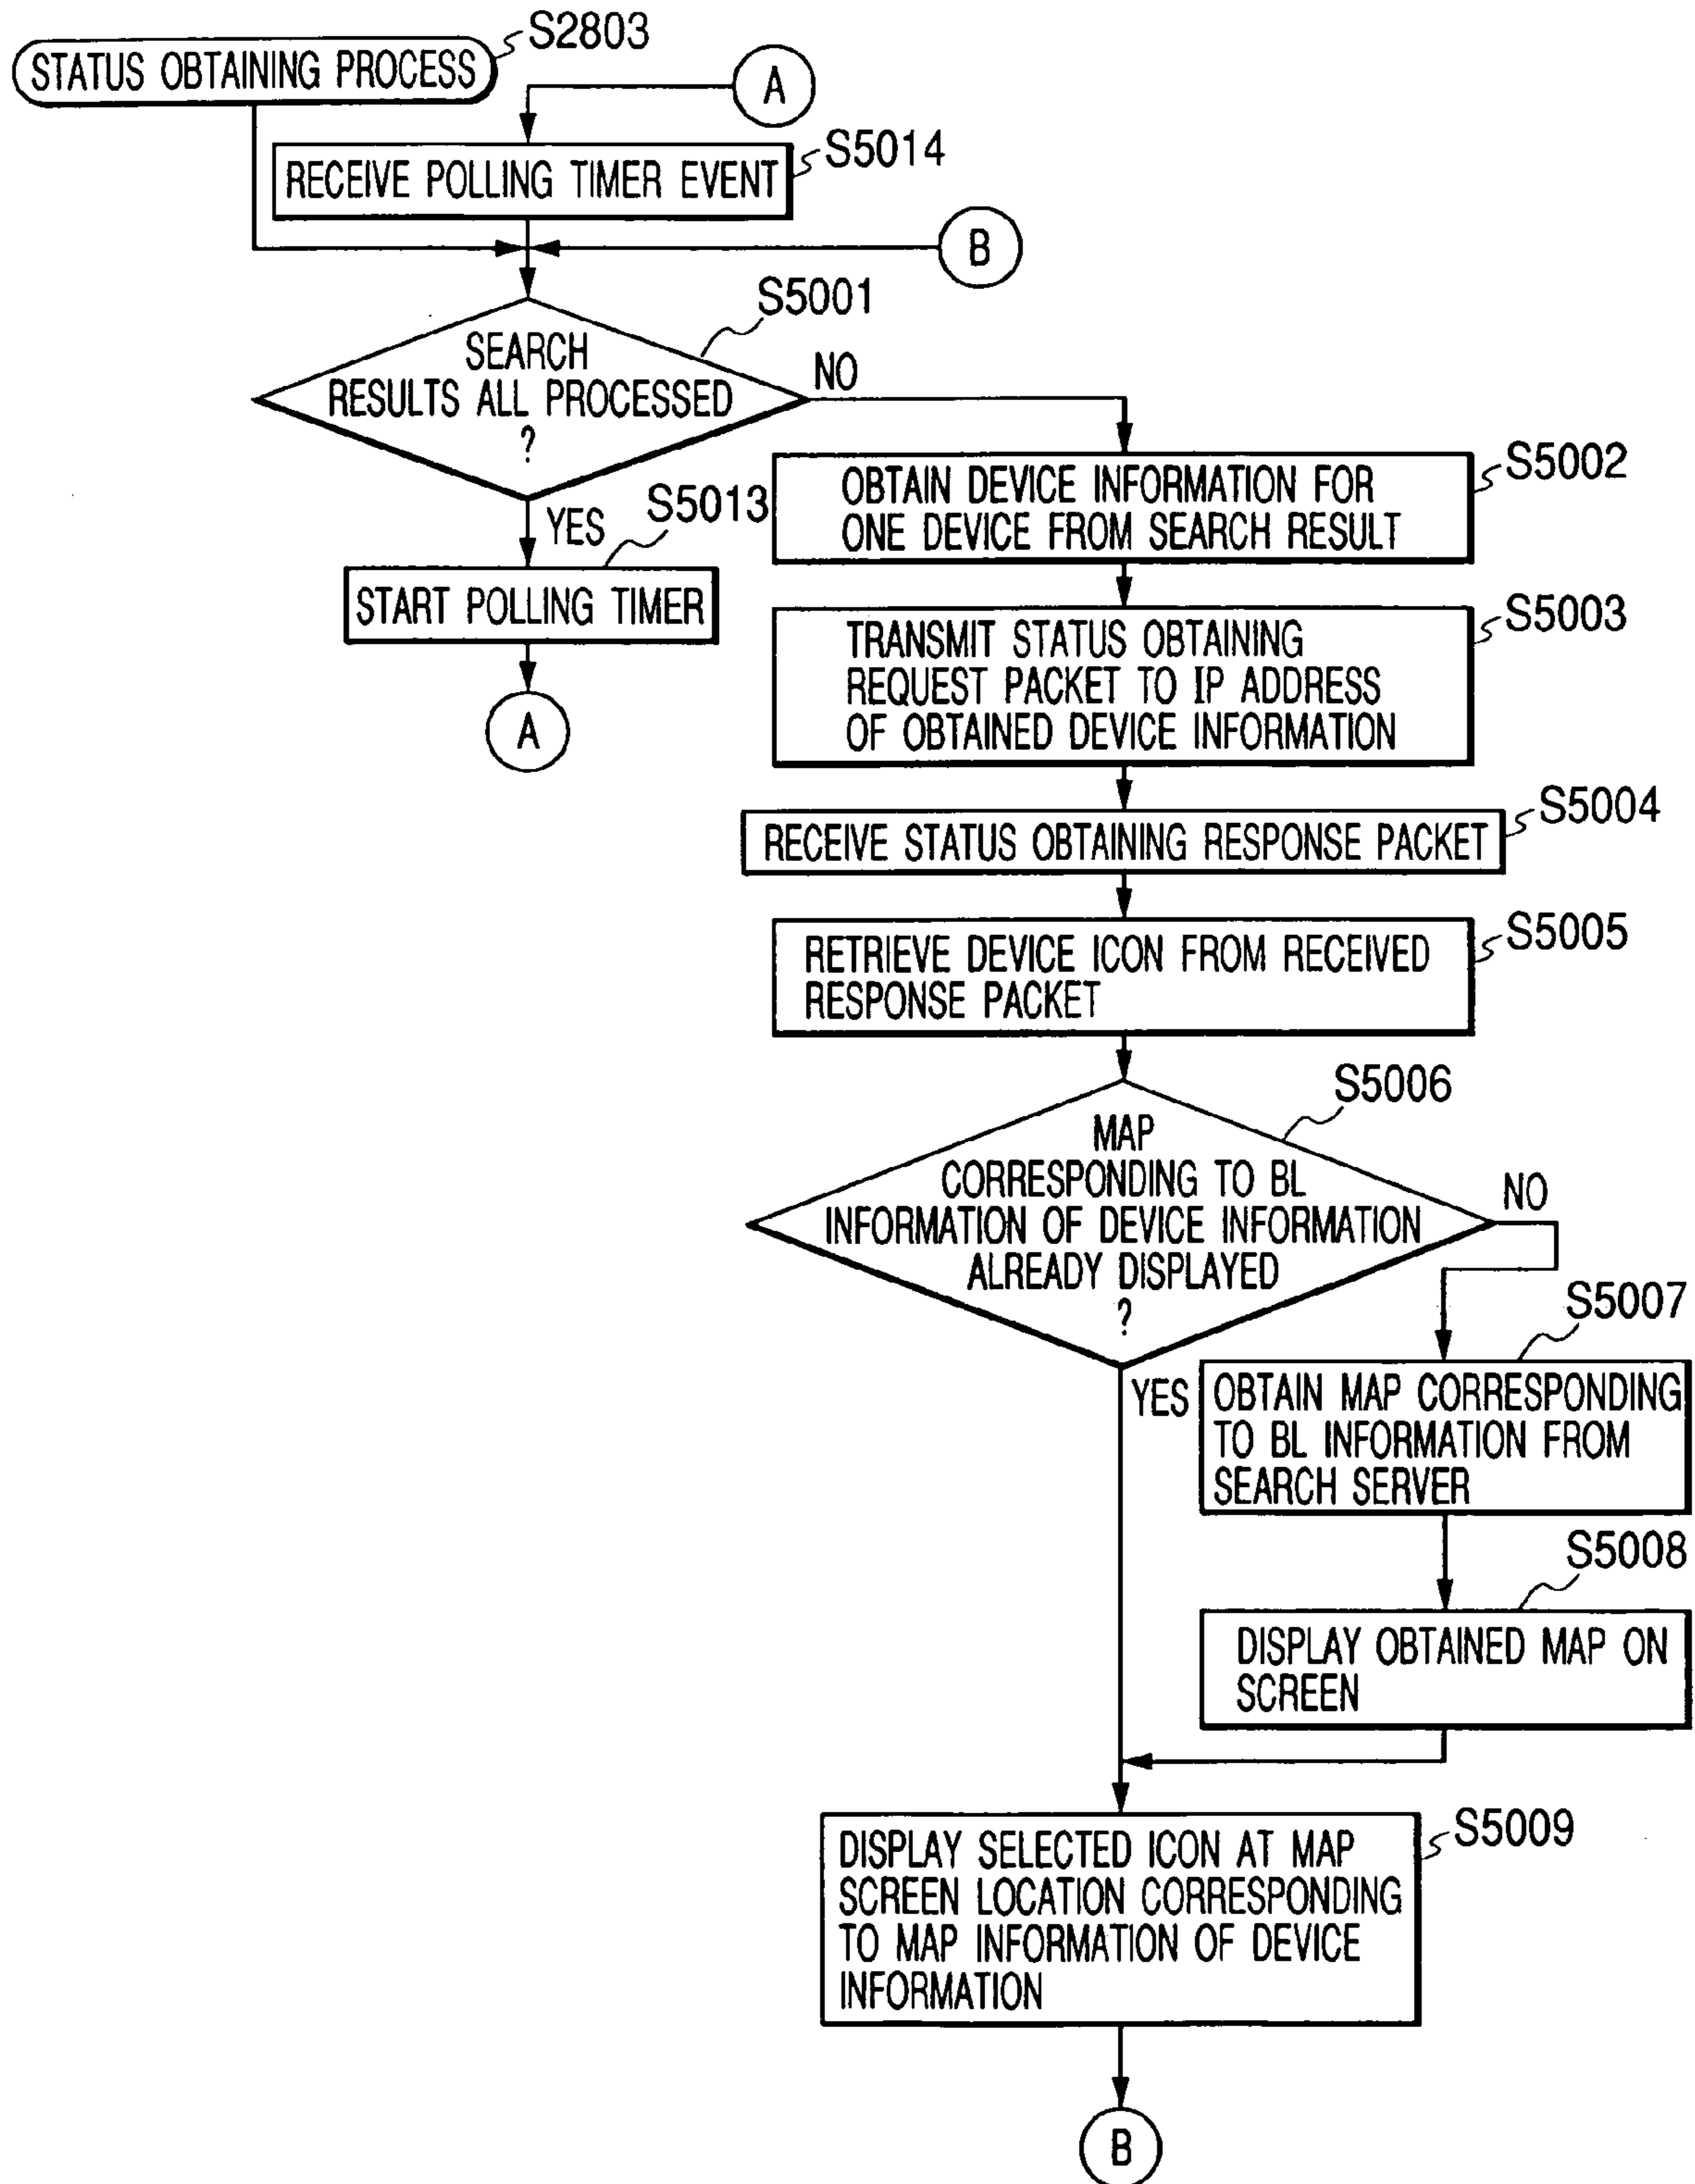 S2803
STATUS OBTAINING PROCESS
A
S5014
RECEIVE POLLING TIMER EVENT
B
S5001
SEARCH
RESULTS ALL PROCESSED
?
NO
YES
S5013
START POLLING TIMER
A
S5002
OBTAIN DEVICE INFORMATION FOR
ONE DEVICE FROM SEARCH RESULT
S5003
TRANSMIT STATUS OBTAINING
REQUEST PACKET TO IP ADDRESS
OF OBTAINED DEVICE INFORMATION
S5004
RECEIVE STATUS OBTAINING RESPONSE PACKET
S5005
RETRIEVE DEVICE ICON FROM RECEIVED
RESPONSE PACKET
S5006
MAP
CORRESPONDING TO BL
INFORMATION OF DEVICE INFORMATION
ALREADY DISPLAYED
?
NO
YES
S5007
OBTAIN MAP CORRESPONDING
TO BL INFORMATION FROM
SEARCH SERVER
S5008
DISPLAY OBTAINED MAP ON
SCREEN
S5009
DISPLAY SELECTED ICON AT MAP
SCREEN LOCATION CORRESPONDING
TO MAP INFORMATION OF DEVICE
INFORMATION
B